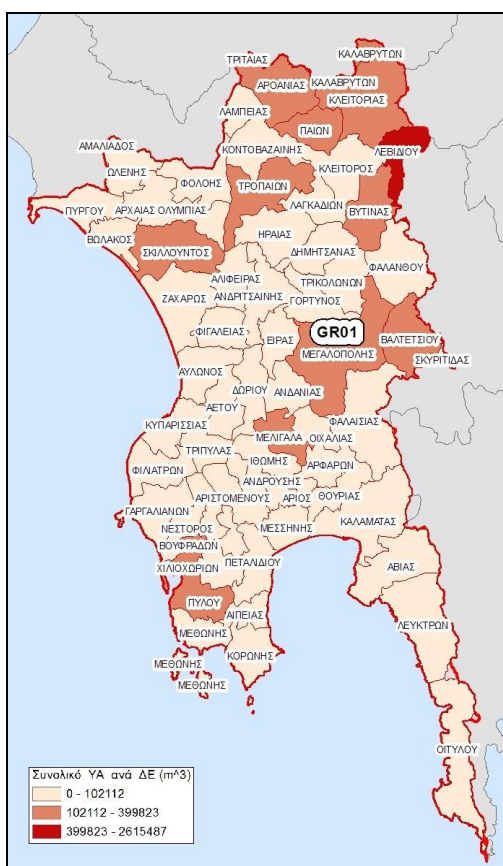 ΚΑΛΑΒΡΥΤΩΝ
ΤΡΙΤΑΙΑΣ
ΑΡΟΑΝΙΑΣ
ΚΑΛΑΒΡΥΤΩΝ
ΚΛΕΙΤΟΡΙΑΣ
ΛΑΜΠΕΙΑΣ
ΠΑΙΩΝ
ΑΜΑΛΙΑΔΟΣ
ΚΟΝΤΟΒΑΖΑΙΝΗΣ
ΛΕΒΙΔΙΟΥ
ΩΛΕΝΗΣ
ΦΟΛΟΗΣ
ΚΛΕΙΤΟΡΟΣ
ΤΡΟΠΑΙΩΝ
ΠΥΡΓΟΥ
ΑΡΧΑΙΑΣ ΟΛΥΜΠΙΑΣ
ΛΑΓΚΑΔΙΩΝ
ΒΥΤΙΝΑΣ
ΒΩΛΑΚΟΣ
ΗΡΑΙΑΣ
ΣΚΙΛΛΟΥΝΤΟΣ
ΔΗΜΗΤΣΑΝΑΣ
ΦΑΛΑΝΘΟΥ
ΑΛΙΦΕΙΡΑΣ
ΤΡΙΚΟΛΩΝΩΝ
ΖΑΧΑΡΩΣ
ΑΝΔΡΙΤΣΑΙΝΗΣ
ΓΟΡΤΥΝΟΣ
ΦΙΓΑΛΕΙΑΣ
GR01
ΕΙΡΑΣ
ΒΑΛΤΕΤΣΙΟΥ
ΜΕΓΑΛΟΠΟΛΗΣ
ΣΚΥΡΙΤΙΔΑΣ
ΑΥΛΩΝΟΣ
ΔΩΡΙΟΥ
ΑΝΔΑΝΙΑΣ
ΑΕΤΟΥ
ΚΥΠΑΡΙΣΣΙΑΣ
ΦΑΛΑΙΣΙΑΣ
ΜΕΛΙΓΑΛΑ
ΟΙΧΑΛΙΑΣ
ΤΡΙΠΥΛΑΣ
ΙΘΩΜΗΣ
ΑΡΦΑΡΩΝ
ΦΙΛΙΑΤΡΩΝ
ΑΝΔΡΟΥΣΗΣ
ΑΡΙΣΤΟΜΕΝΟΥΣ
ΑΡΙΟΣ
ΘΟΥΡΙΑΣ
ΓΑΡΓΑΛΙΑΝΩΝ
ΝΕΣΤΟΡΟΣ
ΜΕΣΣΗΝΗΣ
ΚΑΛΑΜΑΤΑΣ
ΒΟΥΦΡΑΔΩΝ
ΧΙΛΙΟΧΩΡΙΩΝ
ΠΕΤΑΛΙΔΙΟΥ
ΑΒΙΑΣ
ΠΥΛΟΥ
ΑΙΠΕΙΑΣ
ΛΕΥΚΤΡΩΝ
ΜΕΘΩΝΗΣ
ΚΟΡΩΝΗΣ
ΜΕΘΩΝΗΣ
ΜΕΘΩΝΗΣ
ΟΙΤΥΛΟΥ
Συνολικό ΥΑ ανά ΔΕ (m^3)
0 - 102112
102112 - 399823
399823 - 2615487